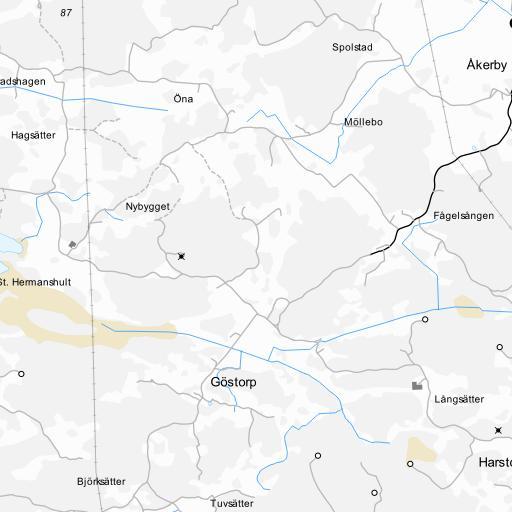 87
Spolstad
Åkerby
adshagen
Öna
Möllebo
Hagsätter
Nybygget
Fågelsången
St. Hermanshult
Göstorp
Långsätter
Harsto
Björksätter
Tuvsätter